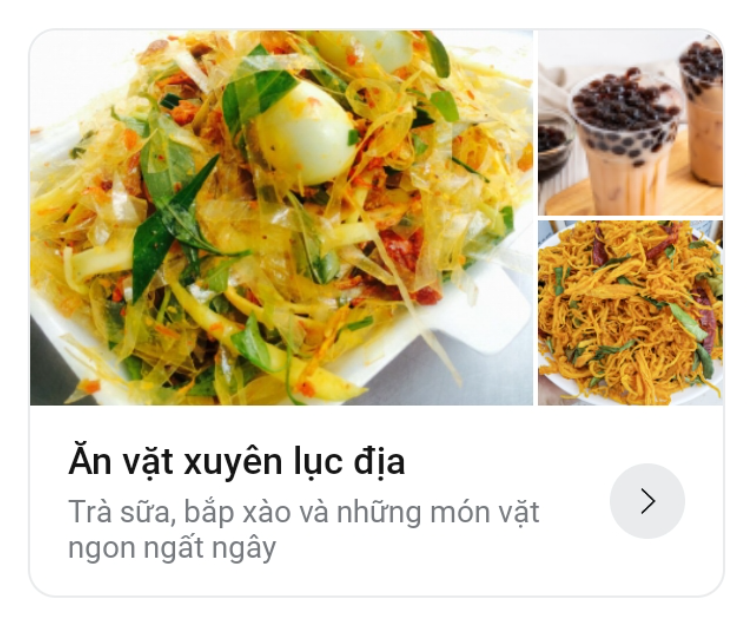 Ăn vặt xuyên lục địa
Trà sữa, bắp xào và những món vặt
ngon ngất ngây